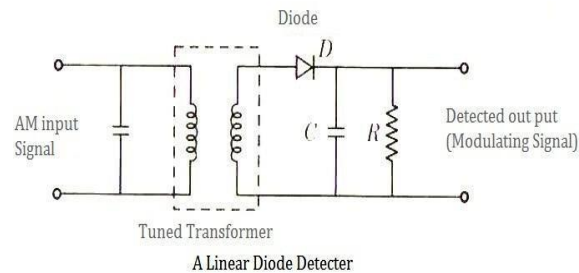 Diode
D
AM input
Signal
C
R
Detected out put
(Modulating Signal)
Tuned Transformer
A Linear Diode Detecter